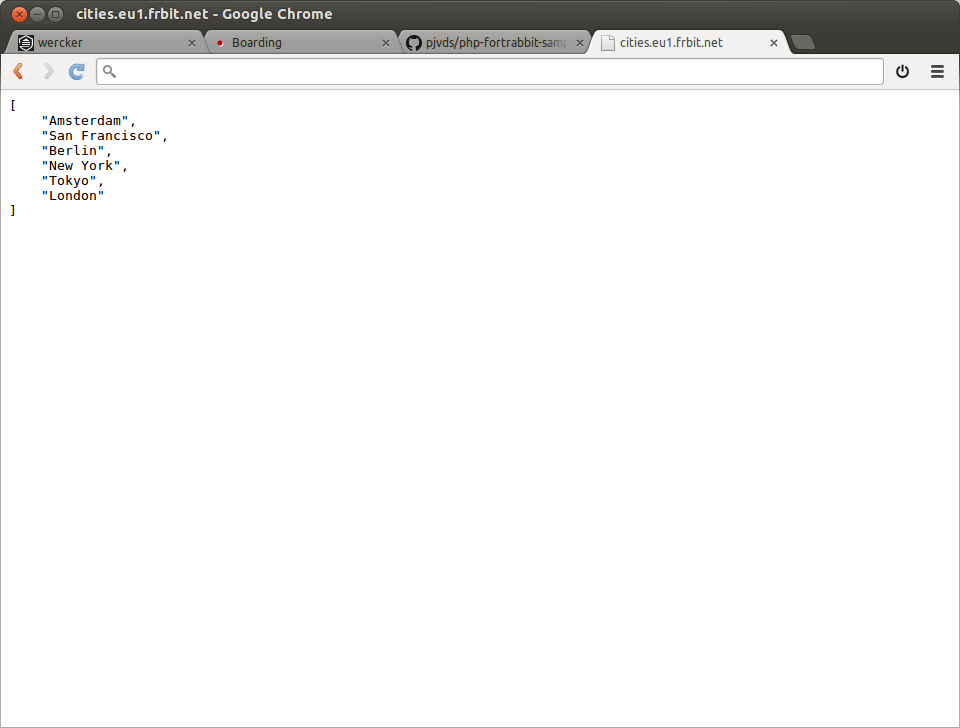 cities.eu1.frbit.net - Google Chrome
wercker
Boarding
pjvds/php-fortrabbit-samp
cities.eu1.frbit.net
[
    "Amsterdam",
    "San Francisco",
    "Berlin",
    "New York",
    "Tokyo",
    "London"
]